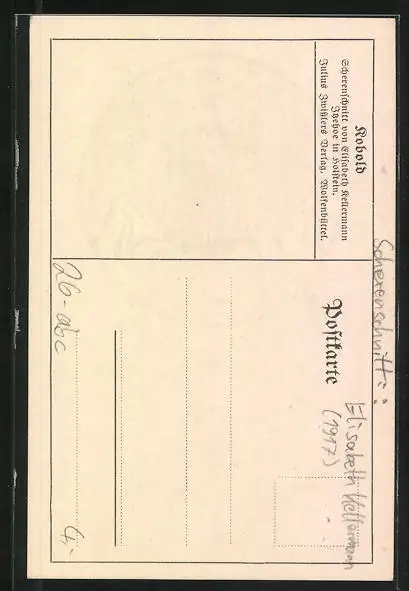 Kobold
Scherenschnitt von Elisabeth Kellermann
Itzehoe in Holstein.
Julius Zwißlers Verlag, Wolfenbüttel.
Scherenschnitt:
Postkarte
Elisabeth Kellermann
(1917)
26-abc
4,-